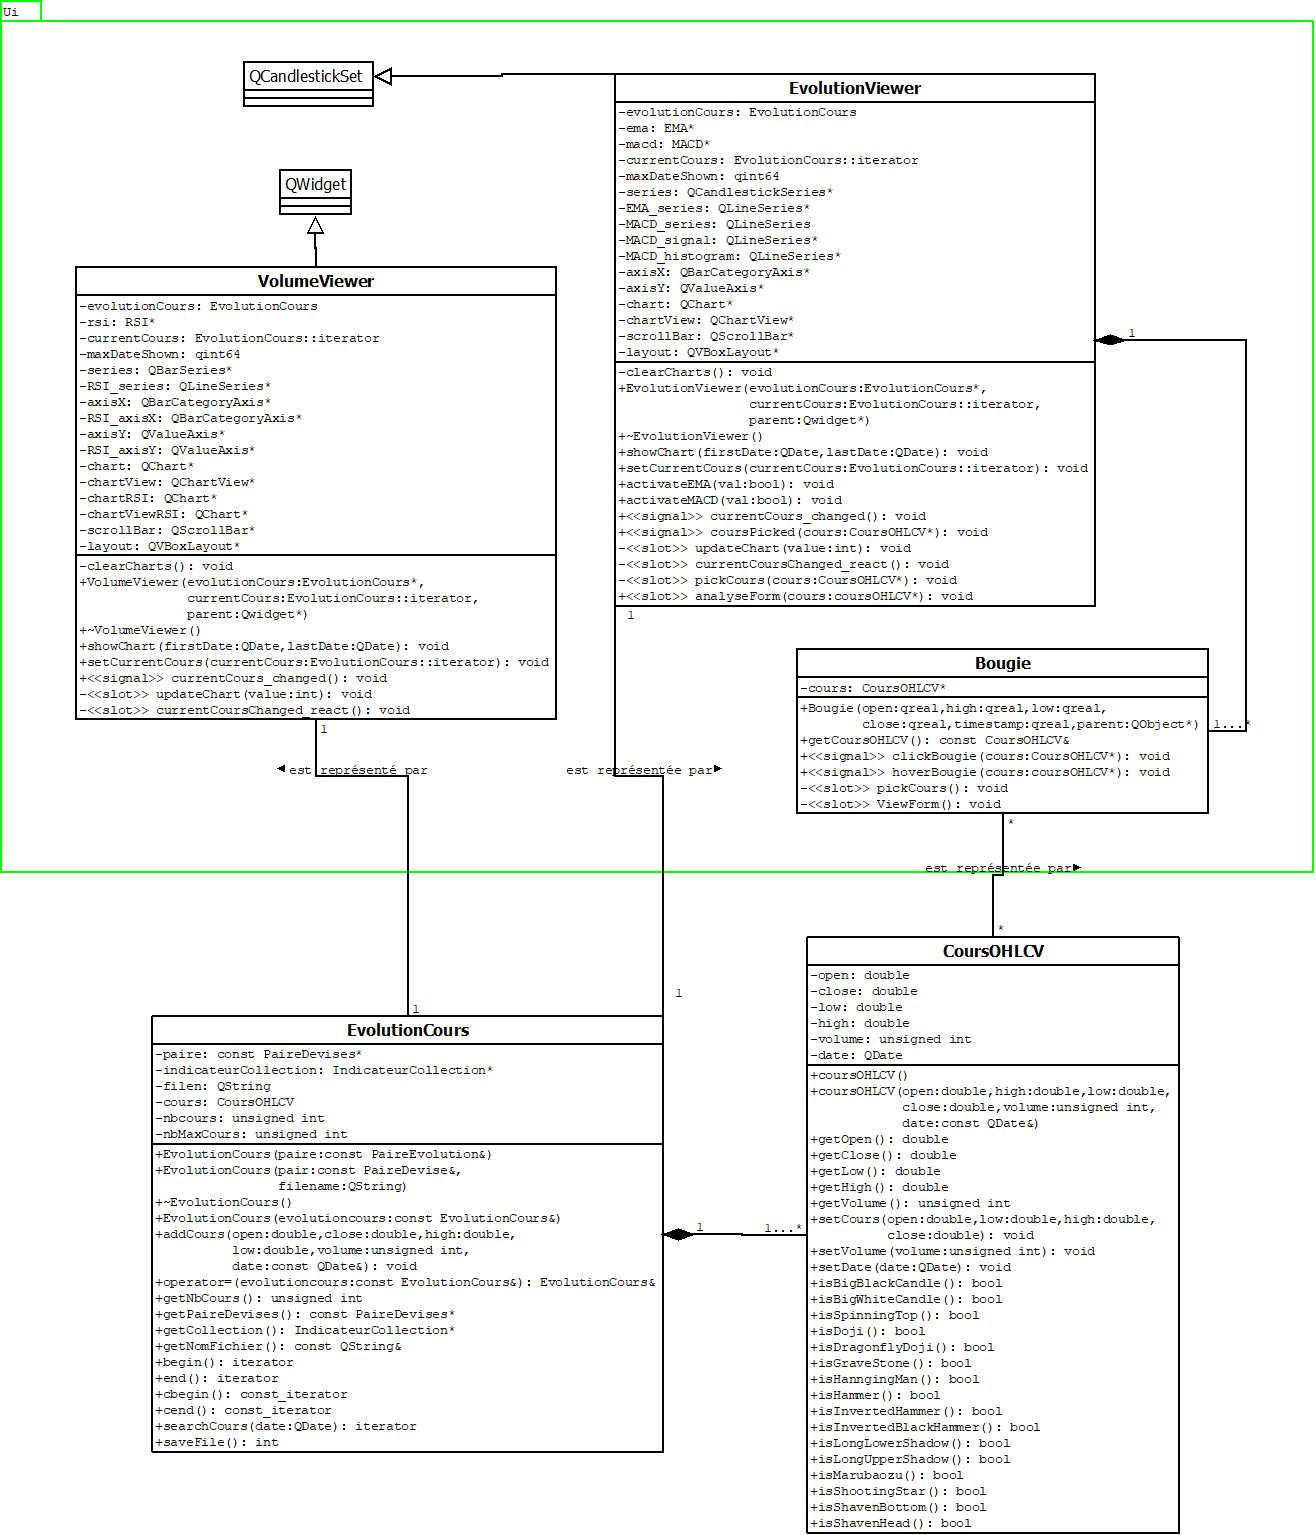 Ui
QCandlestickSet
QWidget
EvolutionViewer
-evolutionCours: EvolutionCours
-ema: EMA*
-macd: MACD*
-currentCours: EvolutionCours::iterator
-maxDateShown: qint64
-series: QCandlestickSeries*
-EMA_series: QLineSeries*
-MACD_series: QLineSeries
-MACD_signal: QLineSeries*
-MACD_histogram: QLineSeries*
-axisX: QBarCategoryAxis*
-axisY: QValueAxis*
-chart: QChart*
-chartView: QChartView*
-scrollBar: QScrollBar*
-layout: QVBoxLayout*
-clearCharts(): void
+EvolutionViewer(evolutionCours:EvolutionCours*,
currentCours:EvolutionCours::iterator,
parent:Qwidget*)
+~EvolutionViewer()
+showChart(firstDate:QDate,lastDate:QDate): void
+setCurrentCours(currentCours:EvolutionCours::iterator): void
+activateEMA(val:bool): void
+activateMACD(val:bool): void
+<<signal>> currentCours_changed(): void
+<<signal>> coursPicked(cours:CoursOHLCV*): void
-<<slot>> updateChart(value:int): void
-<<slot>> currentCoursChanged_react(): void
-<<slot>> pickCours(cours:CoursOHLCV*): void
+<<slot>> analyseForm(cours:coursOHLCV*): void
1
1
VolumeViewer
-evolutionCours: EvolutionCours
-rsi: RSI*
-currentCours: EvolutionCours::iterator
-maxDateShown: qint64
-series: QBarSeries*
-RSI_series: QLineSeries*
-axisX: QBarCategoryAxis*
-RSI_axisX: QBarCategoryAxis*
-axisY: QValueAxis*
-RSI_axisY: QValueAxis*
-chart: QChart*
-chartView: QChartView*
-chartRSI: QChart*
-chartViewRSI: QChart*
-scrollBar: QScrollBar*
-layout: QVBoxLayout*
-clearCharts(): void
+VolumeViewer(evolutionCours:EvolutionCours*,
currentCours:EvolutionCours::iterator,
parent:Qwidget*)
+~VolumeViewer()
+showChart(firstDate:QDate,lastDate:QDate): void
+setCurrentCours(currentCours:EvolutionCours::iterator): void
+<<signal>> currentCours_changed(): void
-<<slot>> updateChart(value:int): void
-<<slot>> currentCoursChanged_react(): void
1
Bougie
-cours: CoursOHLCV*
+Bougie(open:qreal,high:qreal,low:qreal,
close:qreal,timestamp:qreal,parent:QObject*)
+getCoursOHLCV(): const CoursOHLCV&
+<<signal>> clickBougie(cours:CoursOHLCV*): void
+<<signal>> hoverBougie(cours:coursOHLCV*): void
-<<slot>> pickCours(): void
-<<slot>> ViewForm(): void
1...*
*
◀ est représenté par
est représentée par▶
est représentée par▶
*
1
1
EvolutionCours
-paire: const PaireDevises*
-indicateurCollection: IndicateurCollection*
-filen: QString
-cours: CoursOHLCV
-nbcours: unsigned int
-nbMaxCours: unsigned int
+EvolutionCours(paire:const PaireEvolution&)
+EvolutionCours(pair:const PaireDevise&,
filename:QString)
+~EvolutionCours()
+EvolutionCours(evolutioncours:const EvolutionCours&)
+addCours(open:double,close:double,high:double,
low:double,volume:unsigned int,
date:const QDate&): void
+operator=(evolutioncours:const EvolutionCours&): EvolutionCours&
+getNbCours(): unsigned int
+getPaireDevises(): const PaireDevises*
+getCollection(): IndicateurCollection*
+getNomFichier(): const QString&
+begin(): iterator
+end(): iterator
+cbegin(): const_iterator
+cend(): const_iterator
+searchCours(date:QDate): iterator
+saveFile(): int
1
1...*
CoursOHLCV
-open: double
-close: double
-low: double
-high: double
-volume: unsigned int
-date: QDate
+coursOHLCV()
+coursOHLCV(open:double,high:double,low:double,
close:double,volume:unsigned int,
date:const QDate&)
+getOpen(): double
+getClose(): double
+getLow(): double
+getHigh(): double
+getVolume(): unsigned int
+setCours(open:double,low:double,high:double,
close:double): void
+setVolume(volume:unsigned int): void
+setDate(date:QDate): void
+isBigBlackCandle(): bool
+isBigWhiteCandle(): bool
+isSpinningTop(): bool
+isDoji(): bool
+isDragonflyDoji(): bool
+isGraveStone(): bool
+isHanngingMan(): bool
+isHammer(): bool
+isInvertedHammer(): bool
+isInvertedBlackHammer(): bool
+isLongLowerShadow(): bool
+isLongUpperShadow(): bool
+isMarubaozu(): bool
+isShootingStar(): bool
+isShavenBottom(): bool
+isShavenHead(): bool